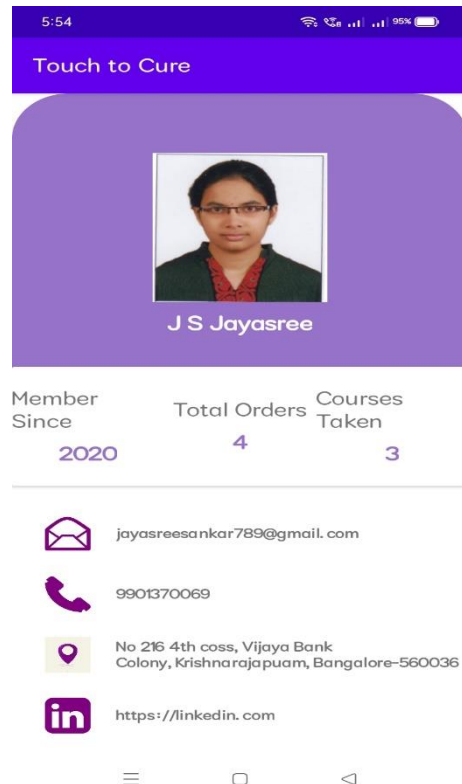 5:54
95%
Touch to Cure
J S Jayasree
Member Since
2020
Total Orders
4
Courses Taken
3
jayasreesankar789@gmail. com
9901370069
No 216 4th coss, Vijaya Bank
Colony, Krishnarajapuam, Bangalore-560036
in
https://linkedin. com